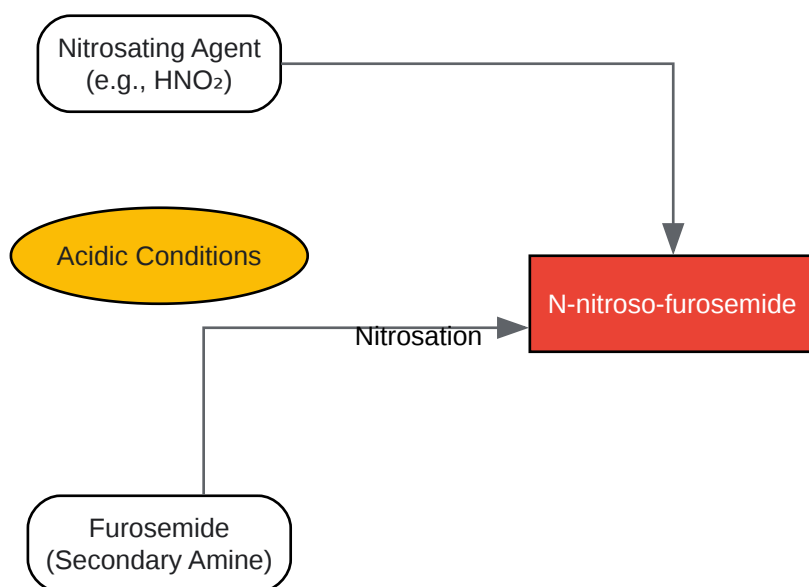 Nitrosating Agent
(e.g., HNO₂)
Acidic Conditions
N-nitroso-furosemide
Nitrosation
Furosemide
(Secondary Amine)